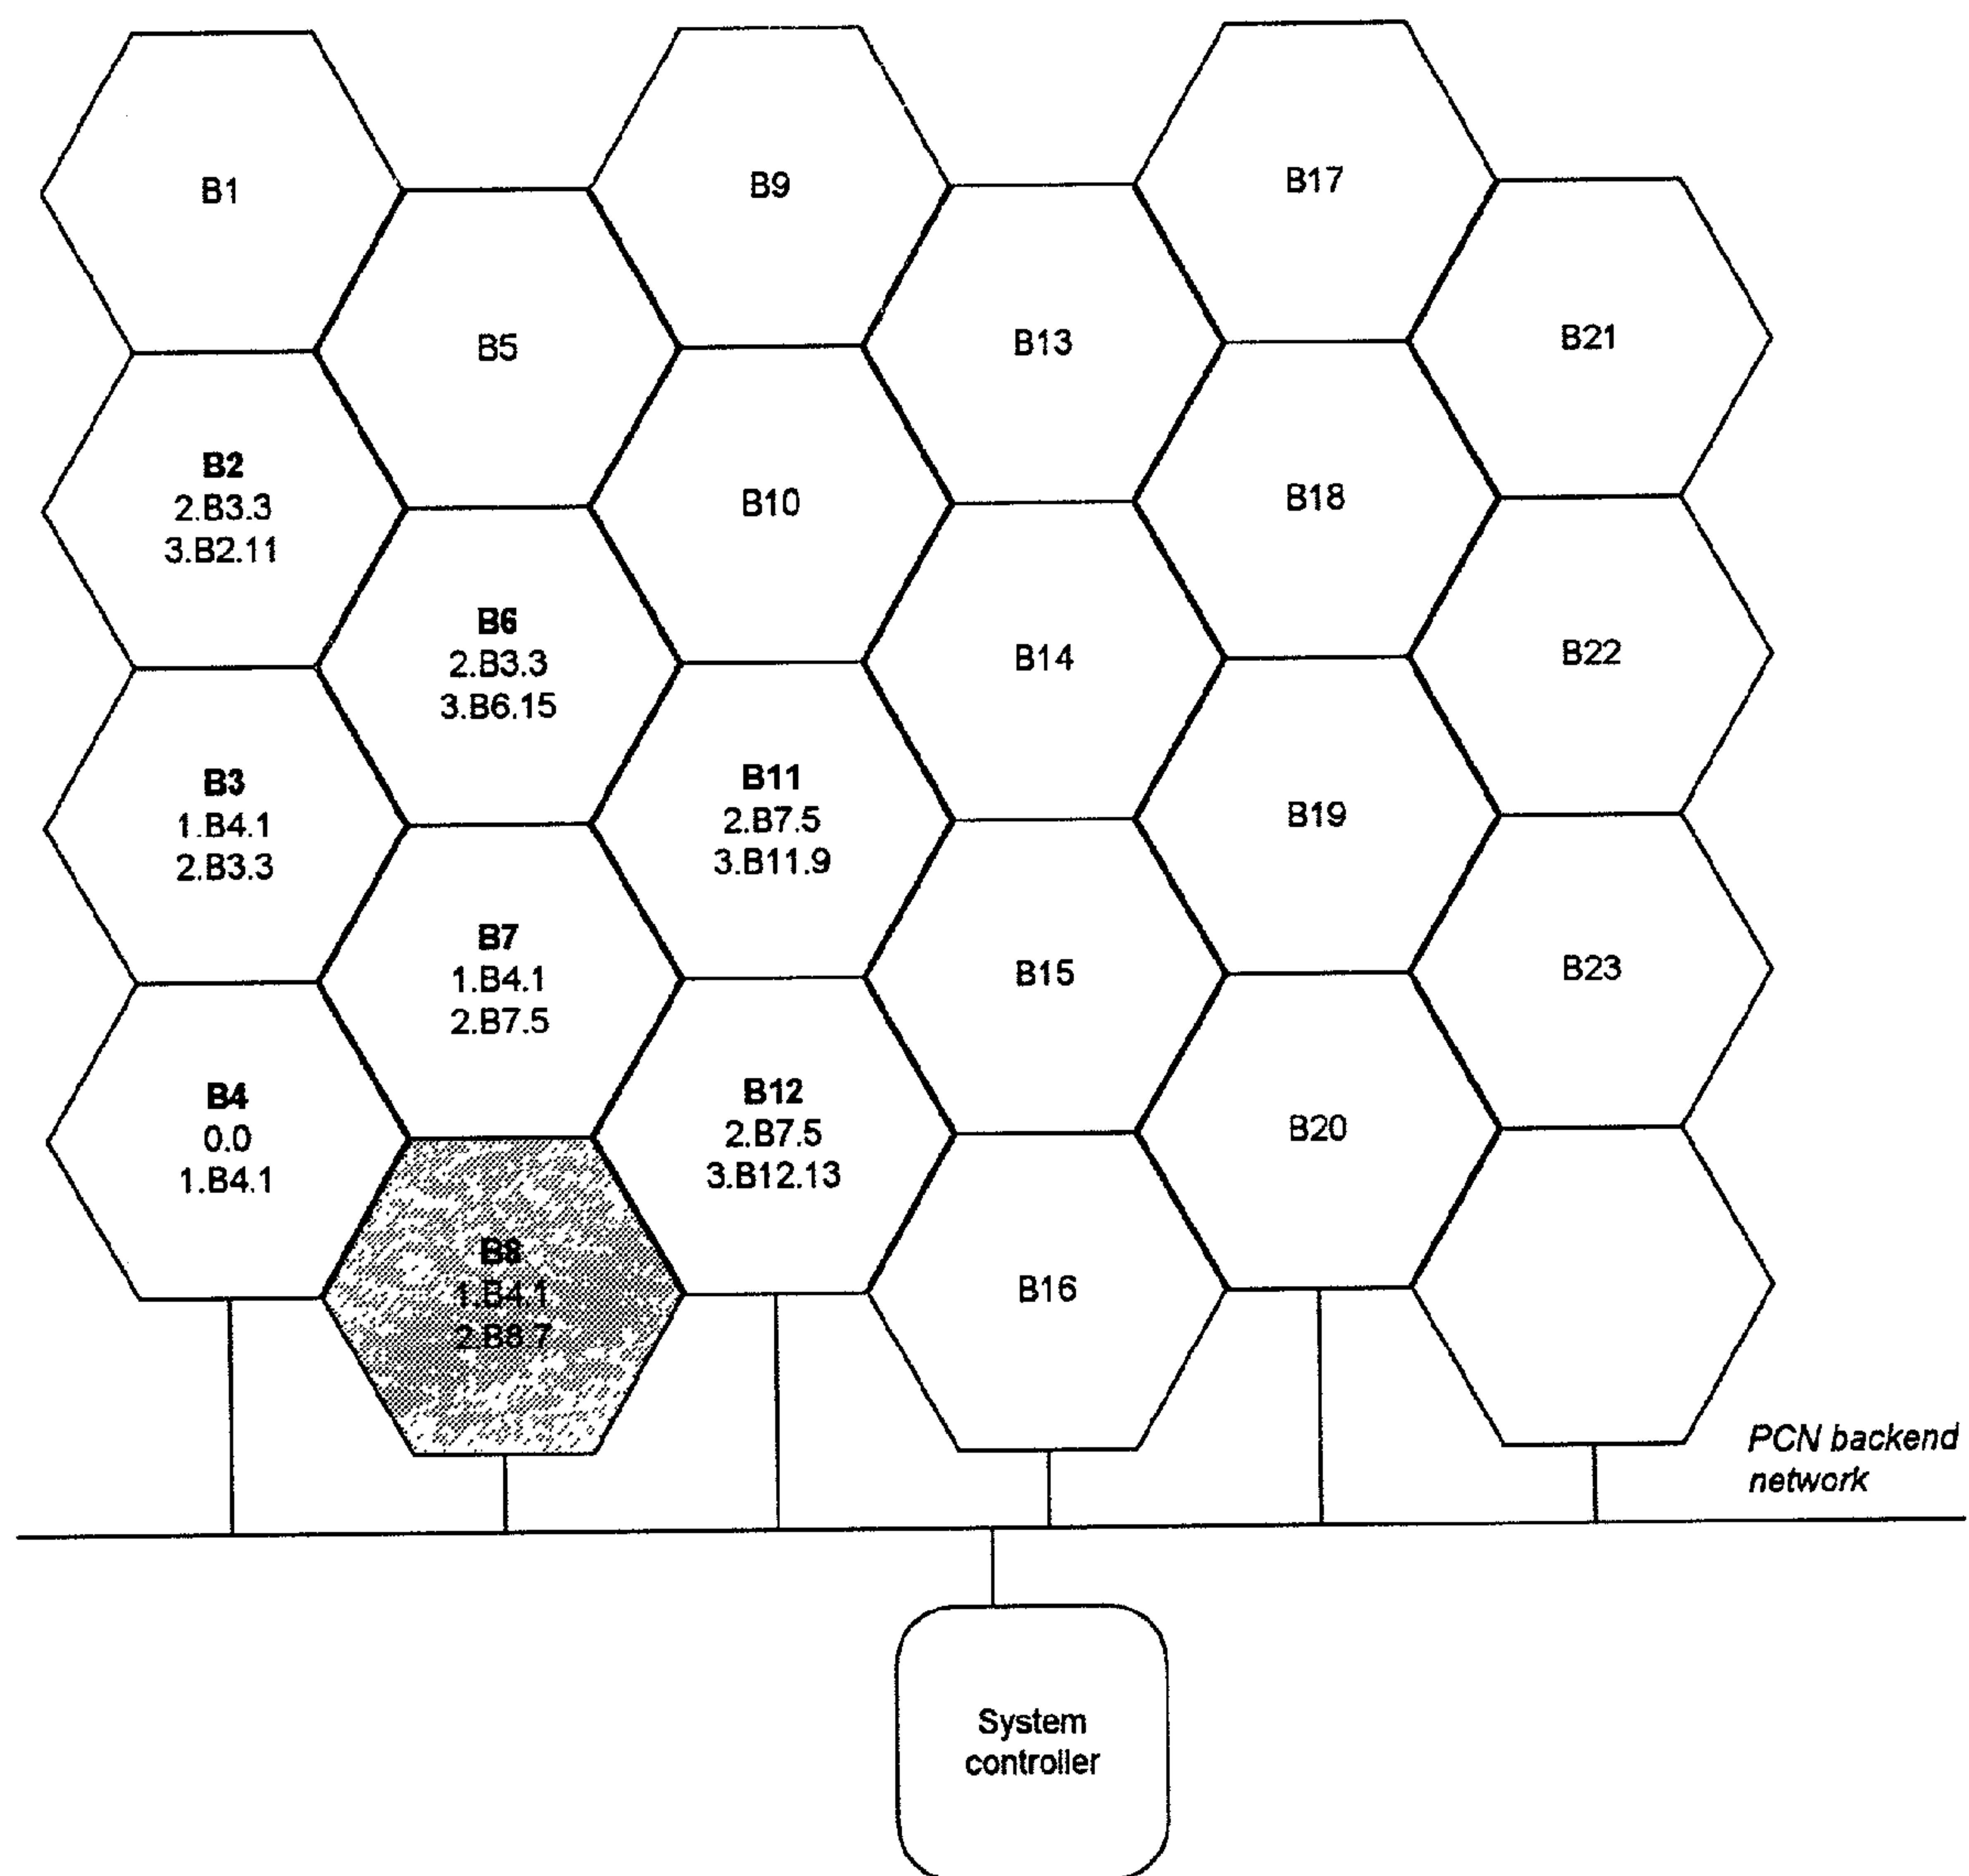 B1
B9
B17
B5
B13
B21
B2
2.B3.3
3.B2.11
B10
B18
B6
2.B3.3
3.B6.15
B14
B22
B3
1.B4.1
2.B3.3
B11
2.B7.5
3.B11.9
B19
B7
1.B4.1
2.B7.5
B15
B23
B4
0.0
1.B4.1
B12
2.B7.5
3.B12.13
B20
B8
1.B4.1
2.B8.7
B16
PCN backend
network
System
controller